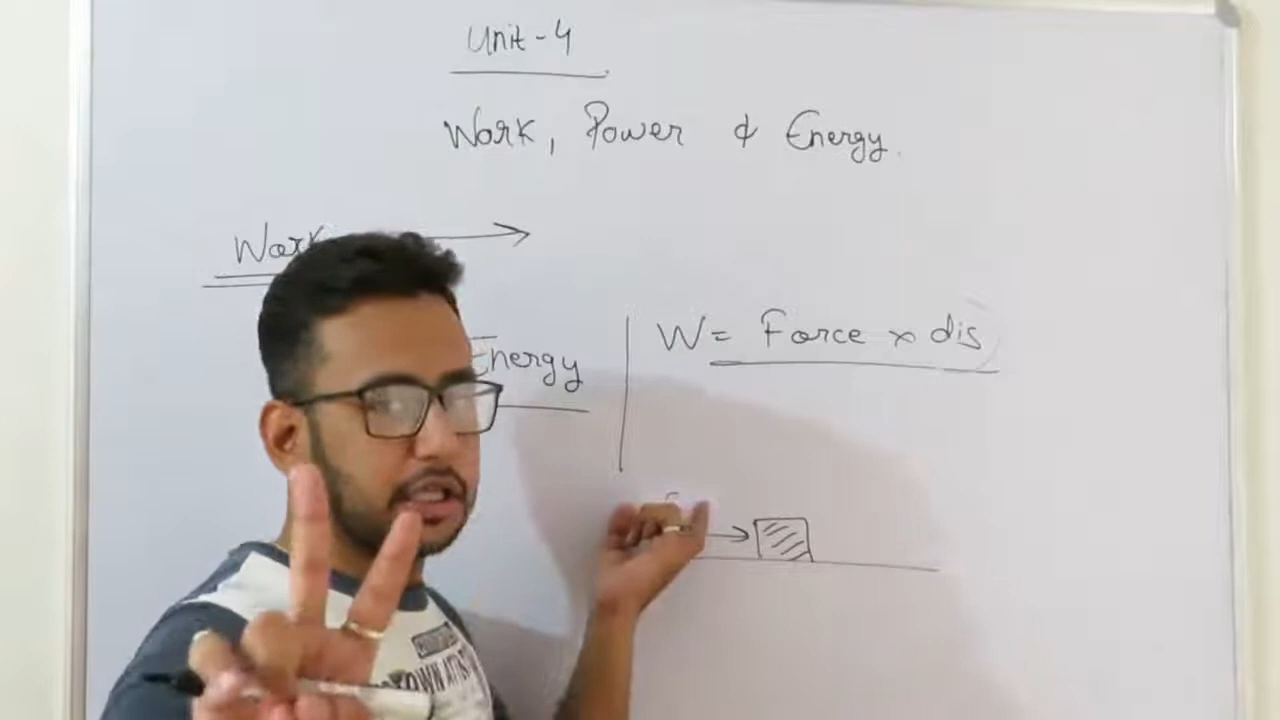 Unit-4
Work, Power & Energy.
Work
Energy
W= Force x dis